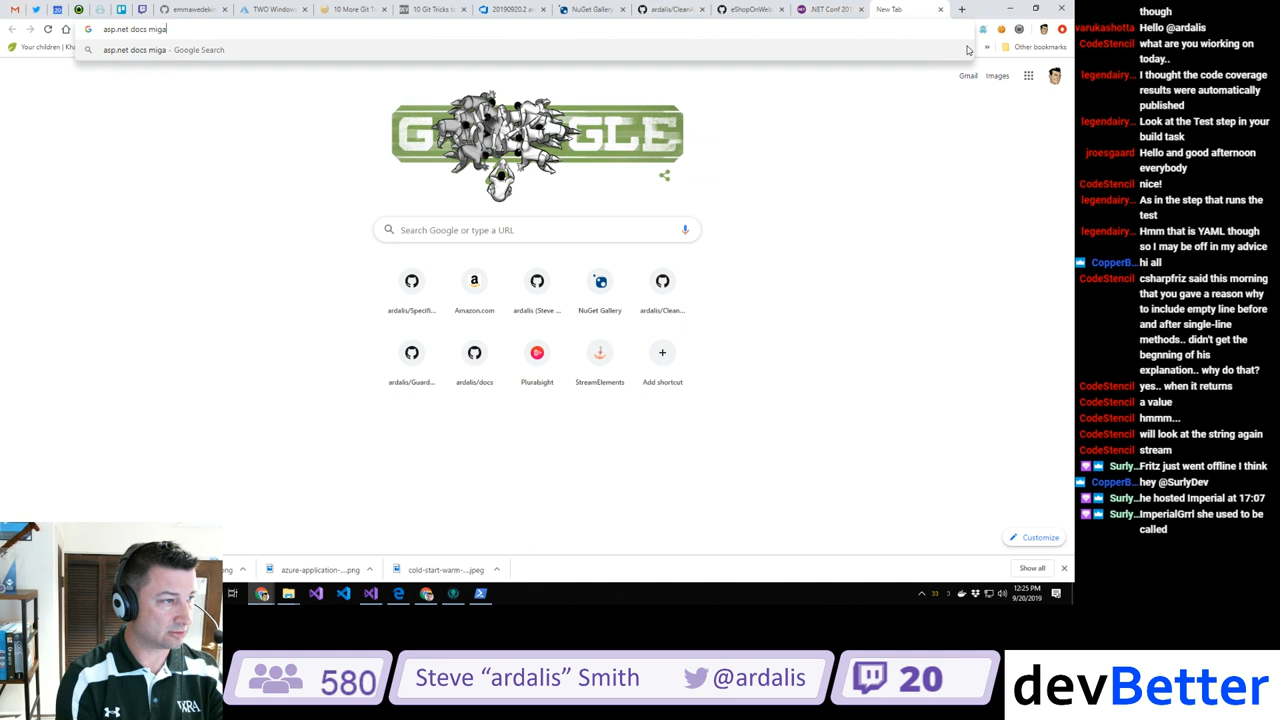 emmawedekin
TWO Window
10 More Git T
10 Git Tricks t
20190920.2
NuGet Galler
ardalis/Clean
eShopOnWeb
.NET Conf 201
New Tab
asp.net docs miga
Your children | Kha
Other bookmarks
asp.net docs miga - Google Search
Gmail
Images
GOOGLE
Search Google or type a URL
ardalis/Specifi...
Amazon.com
ardalis (Steve ...
NuGet Gallery
ardalis/Clean...
ardalis/Guard...
ardalis/docs
Pluralsight
StreamElements
Add shortcut
Customize
ng
azure-application-....png
cold-start-warm-...jpeg
Show all
33
3
12:25 PM
9/20/2019
though
varukashotta Hello @ardalis
CodeStencil what are you wiorking on
today..
legendairy... I thought the code coverage
results were automatically
published
legendairy... Look at the Test step in your
build task
jroesgaard Hello and good afternoon
everybody
CodeStencil nice!
legendairy... As in the step that runs the
test
legendairy... Hmm that is YAML though
so I may be off in my advice
CopperB... hi all
CodeStencil csharpfriz said this morning
that you gave a reason why
to include empty line before
and after single-line
methods.. didn't get the
begnning of his
explanation.. why do that?
CodeStencil yes.. when it returns
CodeStencil a value
CodeStencil hmmm...
CodeStencil will look at the string again
CodeStencil stream
Surly... Fritz just went offline I think
CopperB... hey @SurlyDev
Surly... he hosted Imperial at 17:07
Surly... ImperialGrrl she used to be
called
WRA
580
Steve "ardalis" Smith
@ardalis
20
devBetter